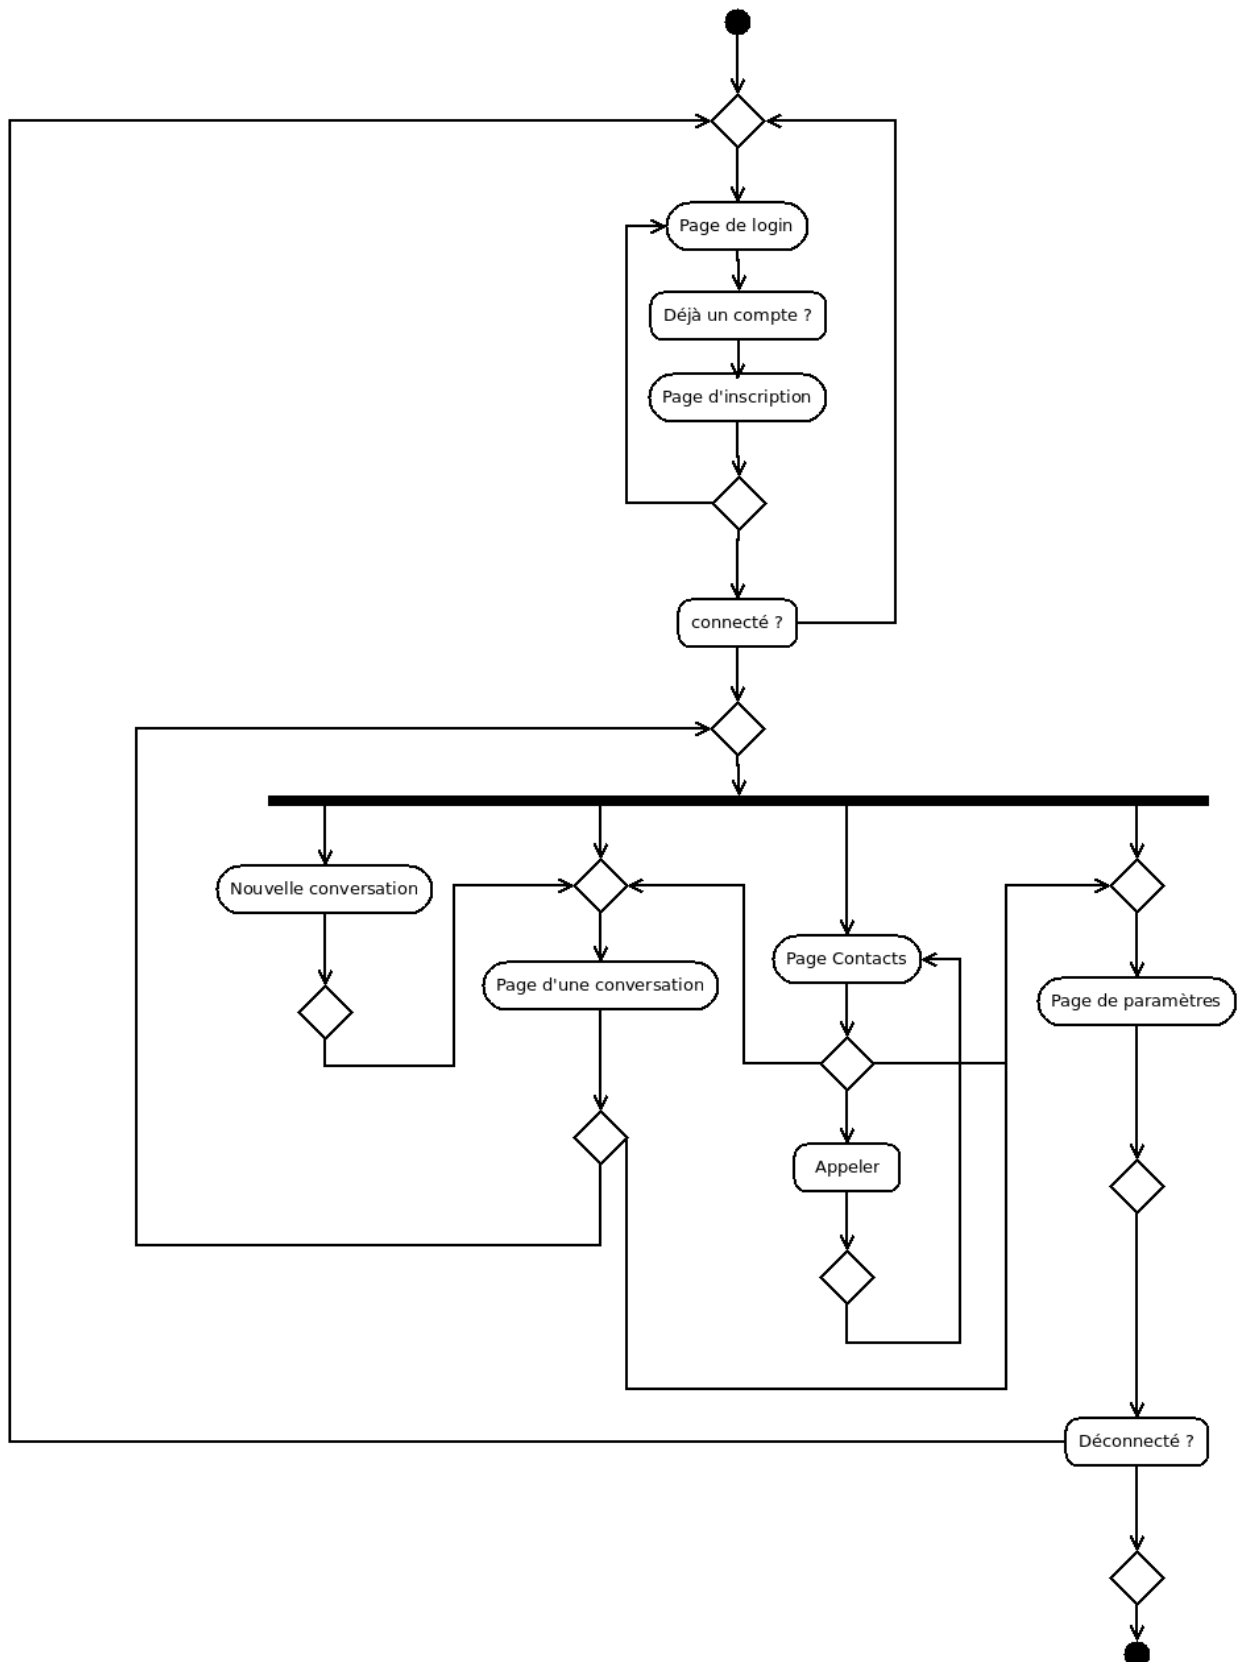 Page de login
Déjà un compte ?
Page d'inscription
connecté ?
Nouvelle conversation
Page d'une conversation
Page Contacts
Page de paramètres
Appeler
Déconnecté ?